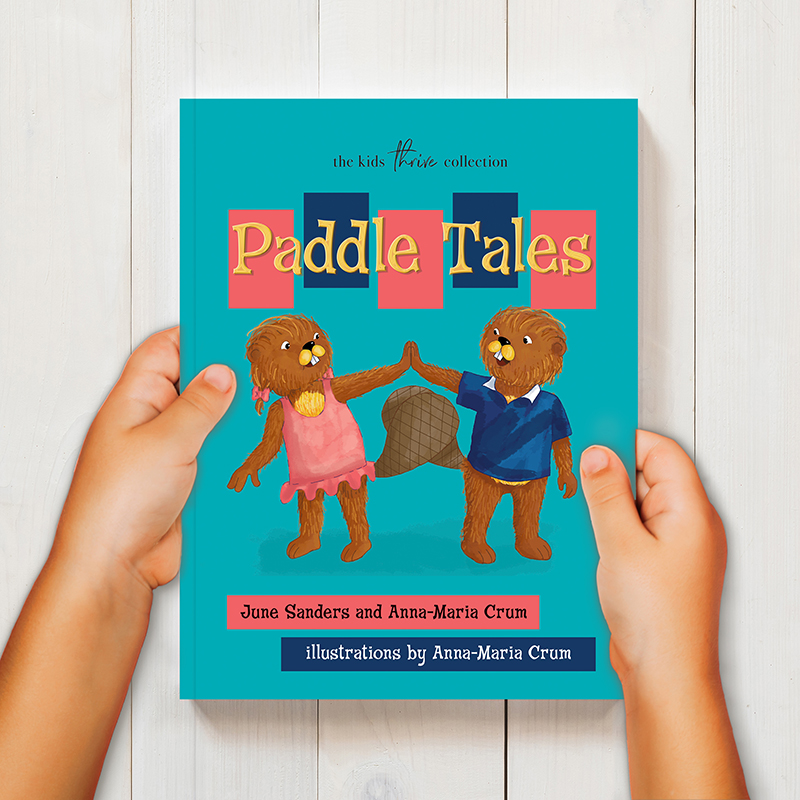 the kids thrive collection
Paddle Tales
June Sanders and Anna-Maria Crum
illustrations by Anna-Maria Crum